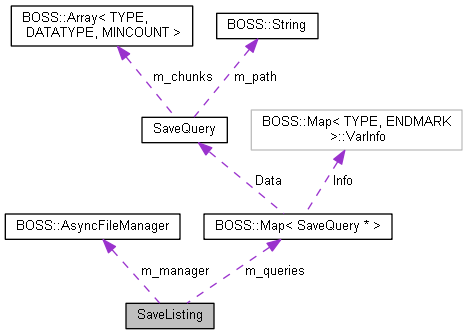 BOSS::Array< TYPE,
DATATYPE, MINCOUNT >
BOSS::String
m_chunks
m_path
SaveQuery
BOSS::Map< TYPE, ENDMARK
>::VarInfo
Data
Info
BOSS::AsyncFileManager
BOSS::Map< SaveQuery * >
m_manager
m_queries
SaveListing